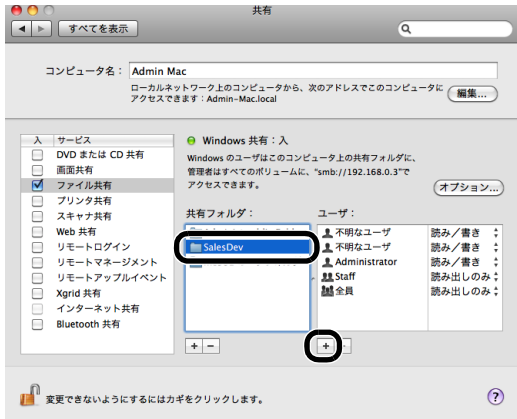 共有
すべてを表示
コンピュータ名： Admin Mac
ローカルネットワーク上のコンピュータから、次のアドレスでこのコンピュータに
アクセスできます：Admin-Mac.local
編集...
入 サービス
DVD または CD 共有
画面共有
ファイル共有
プリンタ共有
スキャナ共有
Web 共有
リモートログイン
リモートマネージメント
リモートアップルイベント
Xgrid 共有
インターネット共有
Bluetooth 共有
Windows 共有：入
Windows のユーザはこのコンピュータ上の共有フォルダに、
管理者はすべてのボリュームに、"smb://192.168.0.3"で
アクセスできます。
オプション...
共有フォルダ：
SalesDev
ユーザ：
不明なユーザ 読み／書き
不明なユーザ 読み／書き
Administrator 読み／書き
Staff 読み出しのみ
全員 読み出しのみ
変更できないようにするにはカギをクリックします。